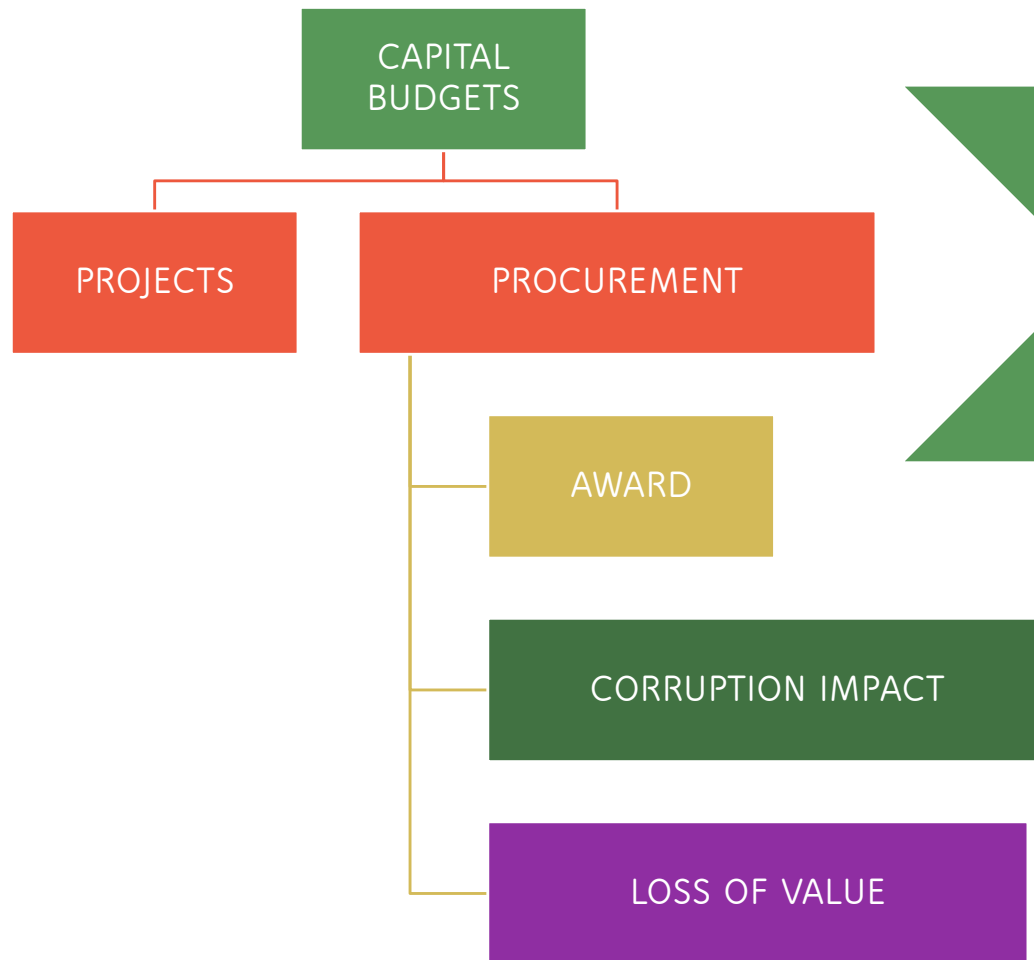 CAPITAL
BUDGETS
PROJECTS
PROCUREMENT
AWARD
CORRUPTION IMPACT
LOSS OF VALUE